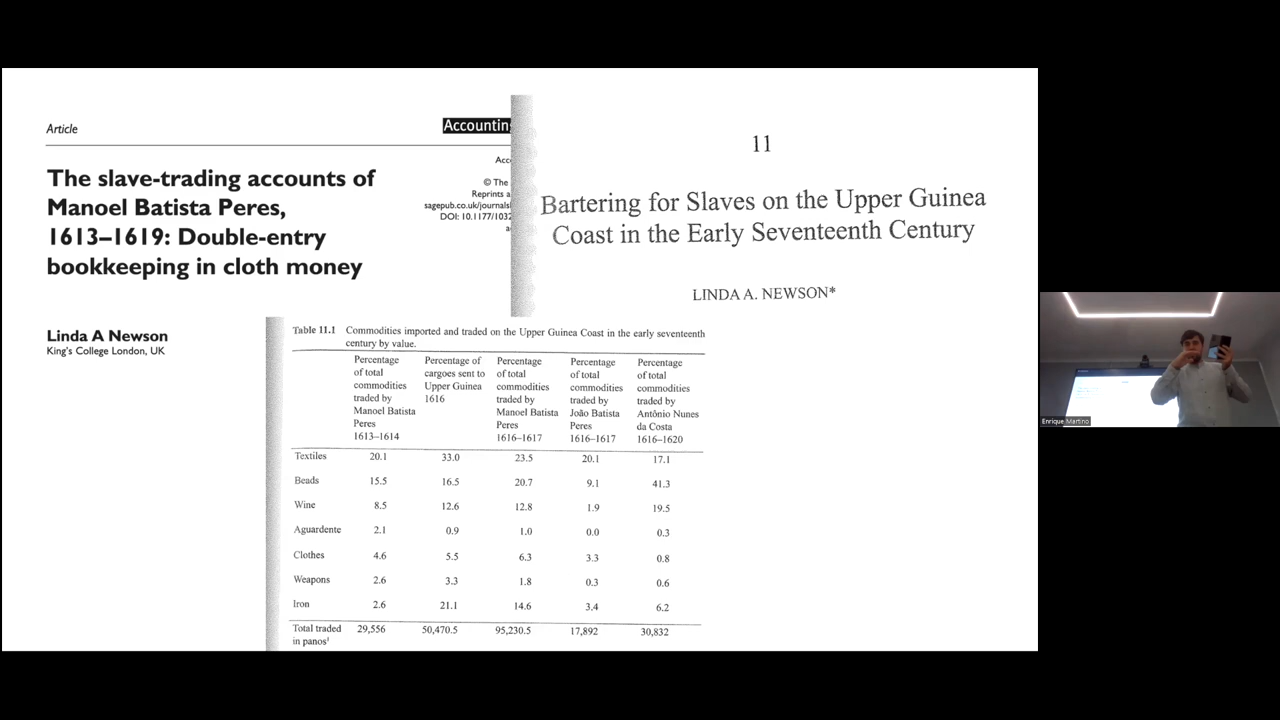 Article
Accountin
Acc
© The
Reprints a
sagepub.co.uk/journals
DOI: 10.1177/1032
a
The slave-trading accounts of
Manoel Batista Peres,
1613–1619: Double-entry
bookkeeping in cloth money
Linda A Newson
King's College London, UK
11
Bartering for Slaves on the Upper Guinea
Coast in the Early Seventeenth Century
LINDA A. NEWSON*
Table 11.1 Commodities imported and traded on the Upper Guinea Coast in the early seventeenth
century by value.
Percentage of total commodities traded by Manoel Batista Peres 1613–1614
Percentage of cargoes sent to Upper Guinea 1616
Percentage of total commodities traded by Manoel Batista Peres 1616–1617
Percentage of total commodities traded by João Batista Peres 1616–1617
Percentage of total commodities traded by Antônio Nunes da Costa 1616–1620
Textiles 20.1 33.0 23.5 20.1 17.1
Beads 15.5 16.5 20.7 9.1 41.3
Wine 8.5 12.6 12.8 1.9 19.5
Aguardente 2.1 0.9 1.0 0.0 0.3
Clothes 4.6 5.5 6.3 3.3 0.8
Weapons 2.6 3.3 1.8 0.3 0.6
Iron 2.6 21.1 14.6 3.4 6.2
Total traded 29,556 50,470.5 95,230.5 17,892 30,832
in panos¹
Enrique Martino